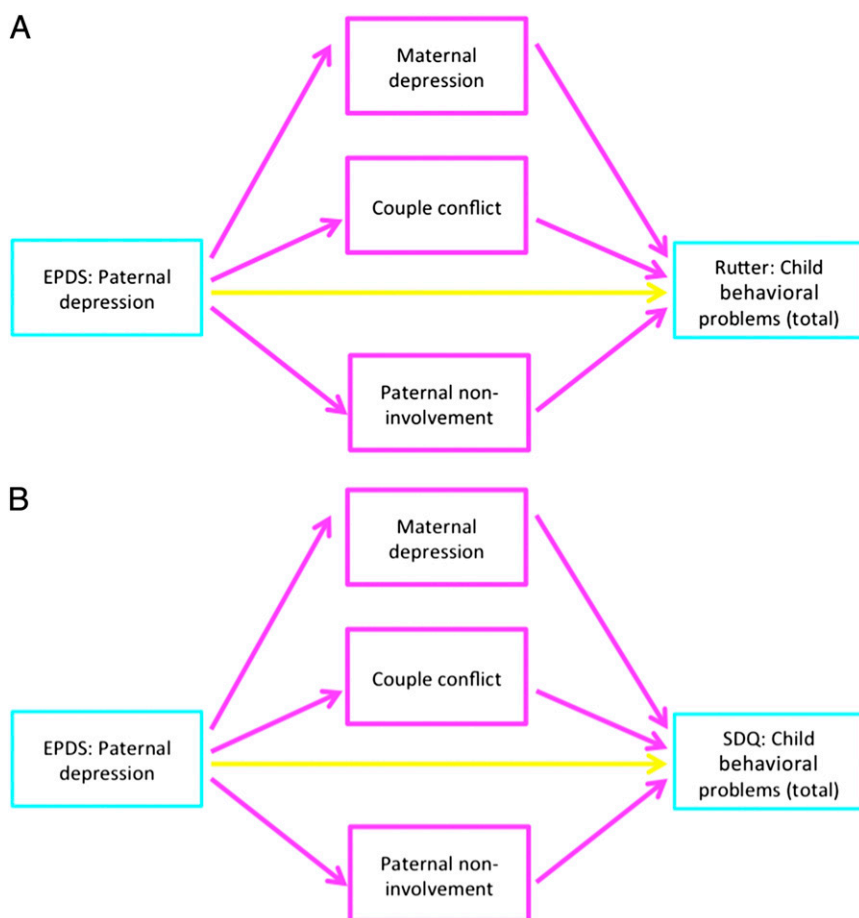 A
Maternal
depression
Couple conflict
EPDS: Paternal
depression
Rutter: Child
behavioral
problems (total)
Paternal non-
involvement
B
Maternal
depression
Couple conflict
EPDS: Paternal
depression
SDQ: Child
behavioral
problems (total)
Paternal non-
involvement